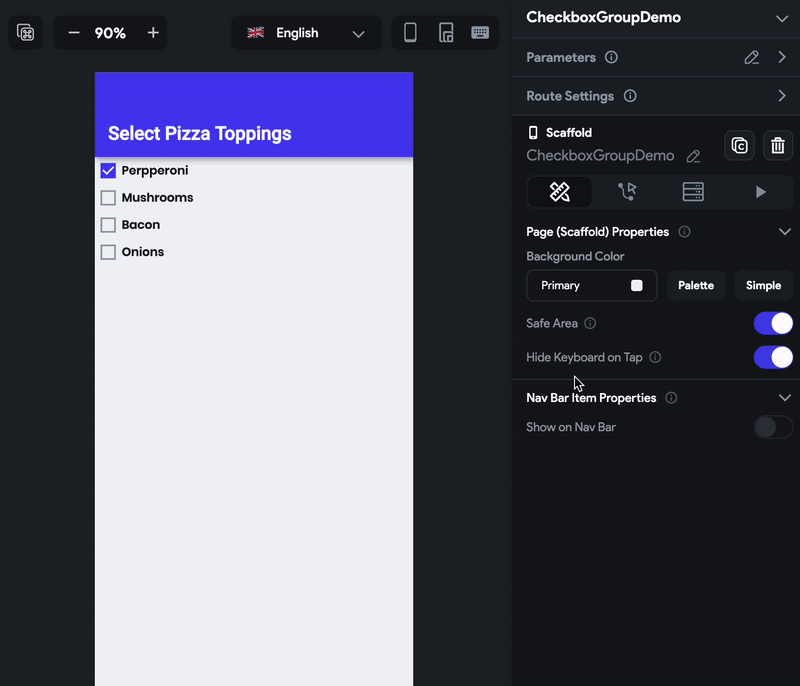 90%
English
Select Pizza Toppings
Perpperoni
Mushrooms
Bacon
Onions
CheckboxGroupDemo
Parameters
Route Settings
Scaffold
CheckboxGroupDemo
Page (Scaffold) Properties
Background Color
Primary Palette Simple
Safe Area
Hide Keyboard on Tap
Nav Bar Item Properties
Show on Nav Bar